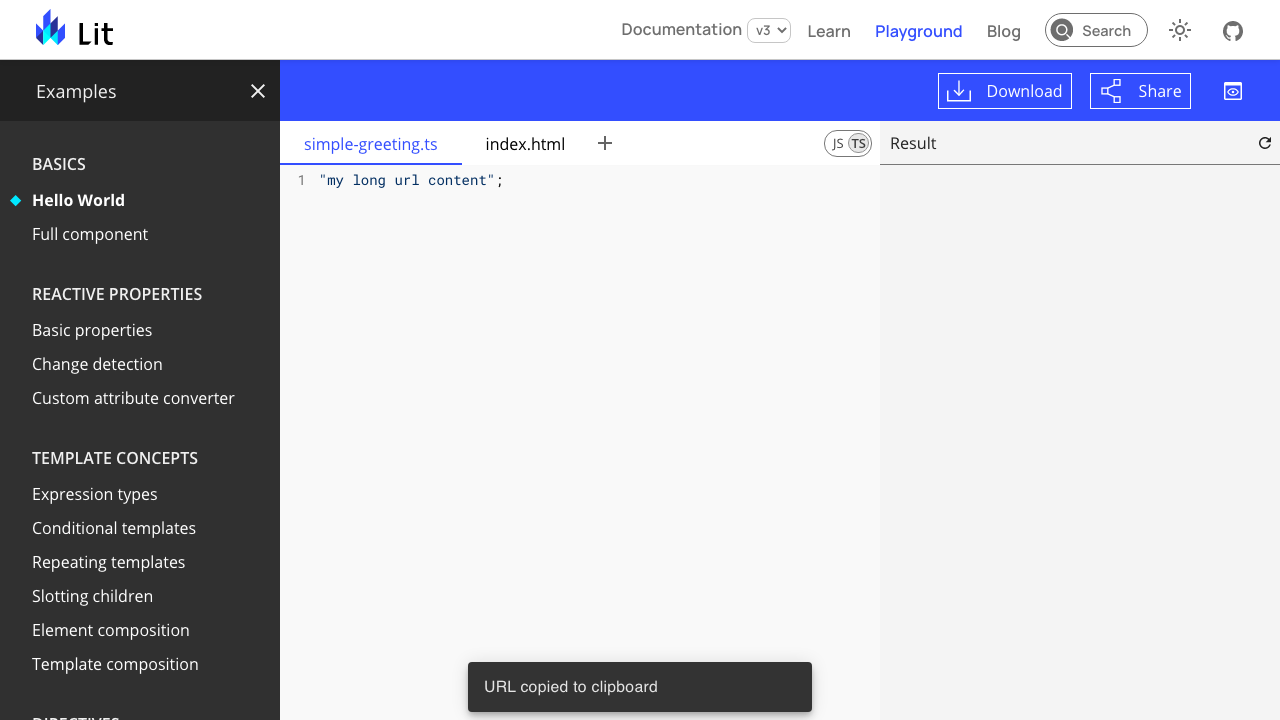 Lit
Documentation v3 Learn Playground Blog Search
Examples
Download Share
simple-greeting.ts index.html JS TS Result
1 "my long url content";
BASICS
Hello World
Full component
REACTIVE PROPERTIES
Basic properties
Change detection
Custom attribute converter
TEMPLATE CONCEPTS
Expression types
Conditional templates
Repeating templates
Slotting children
Element composition
Template composition
DIRECTIVES
URL copied to clipboard